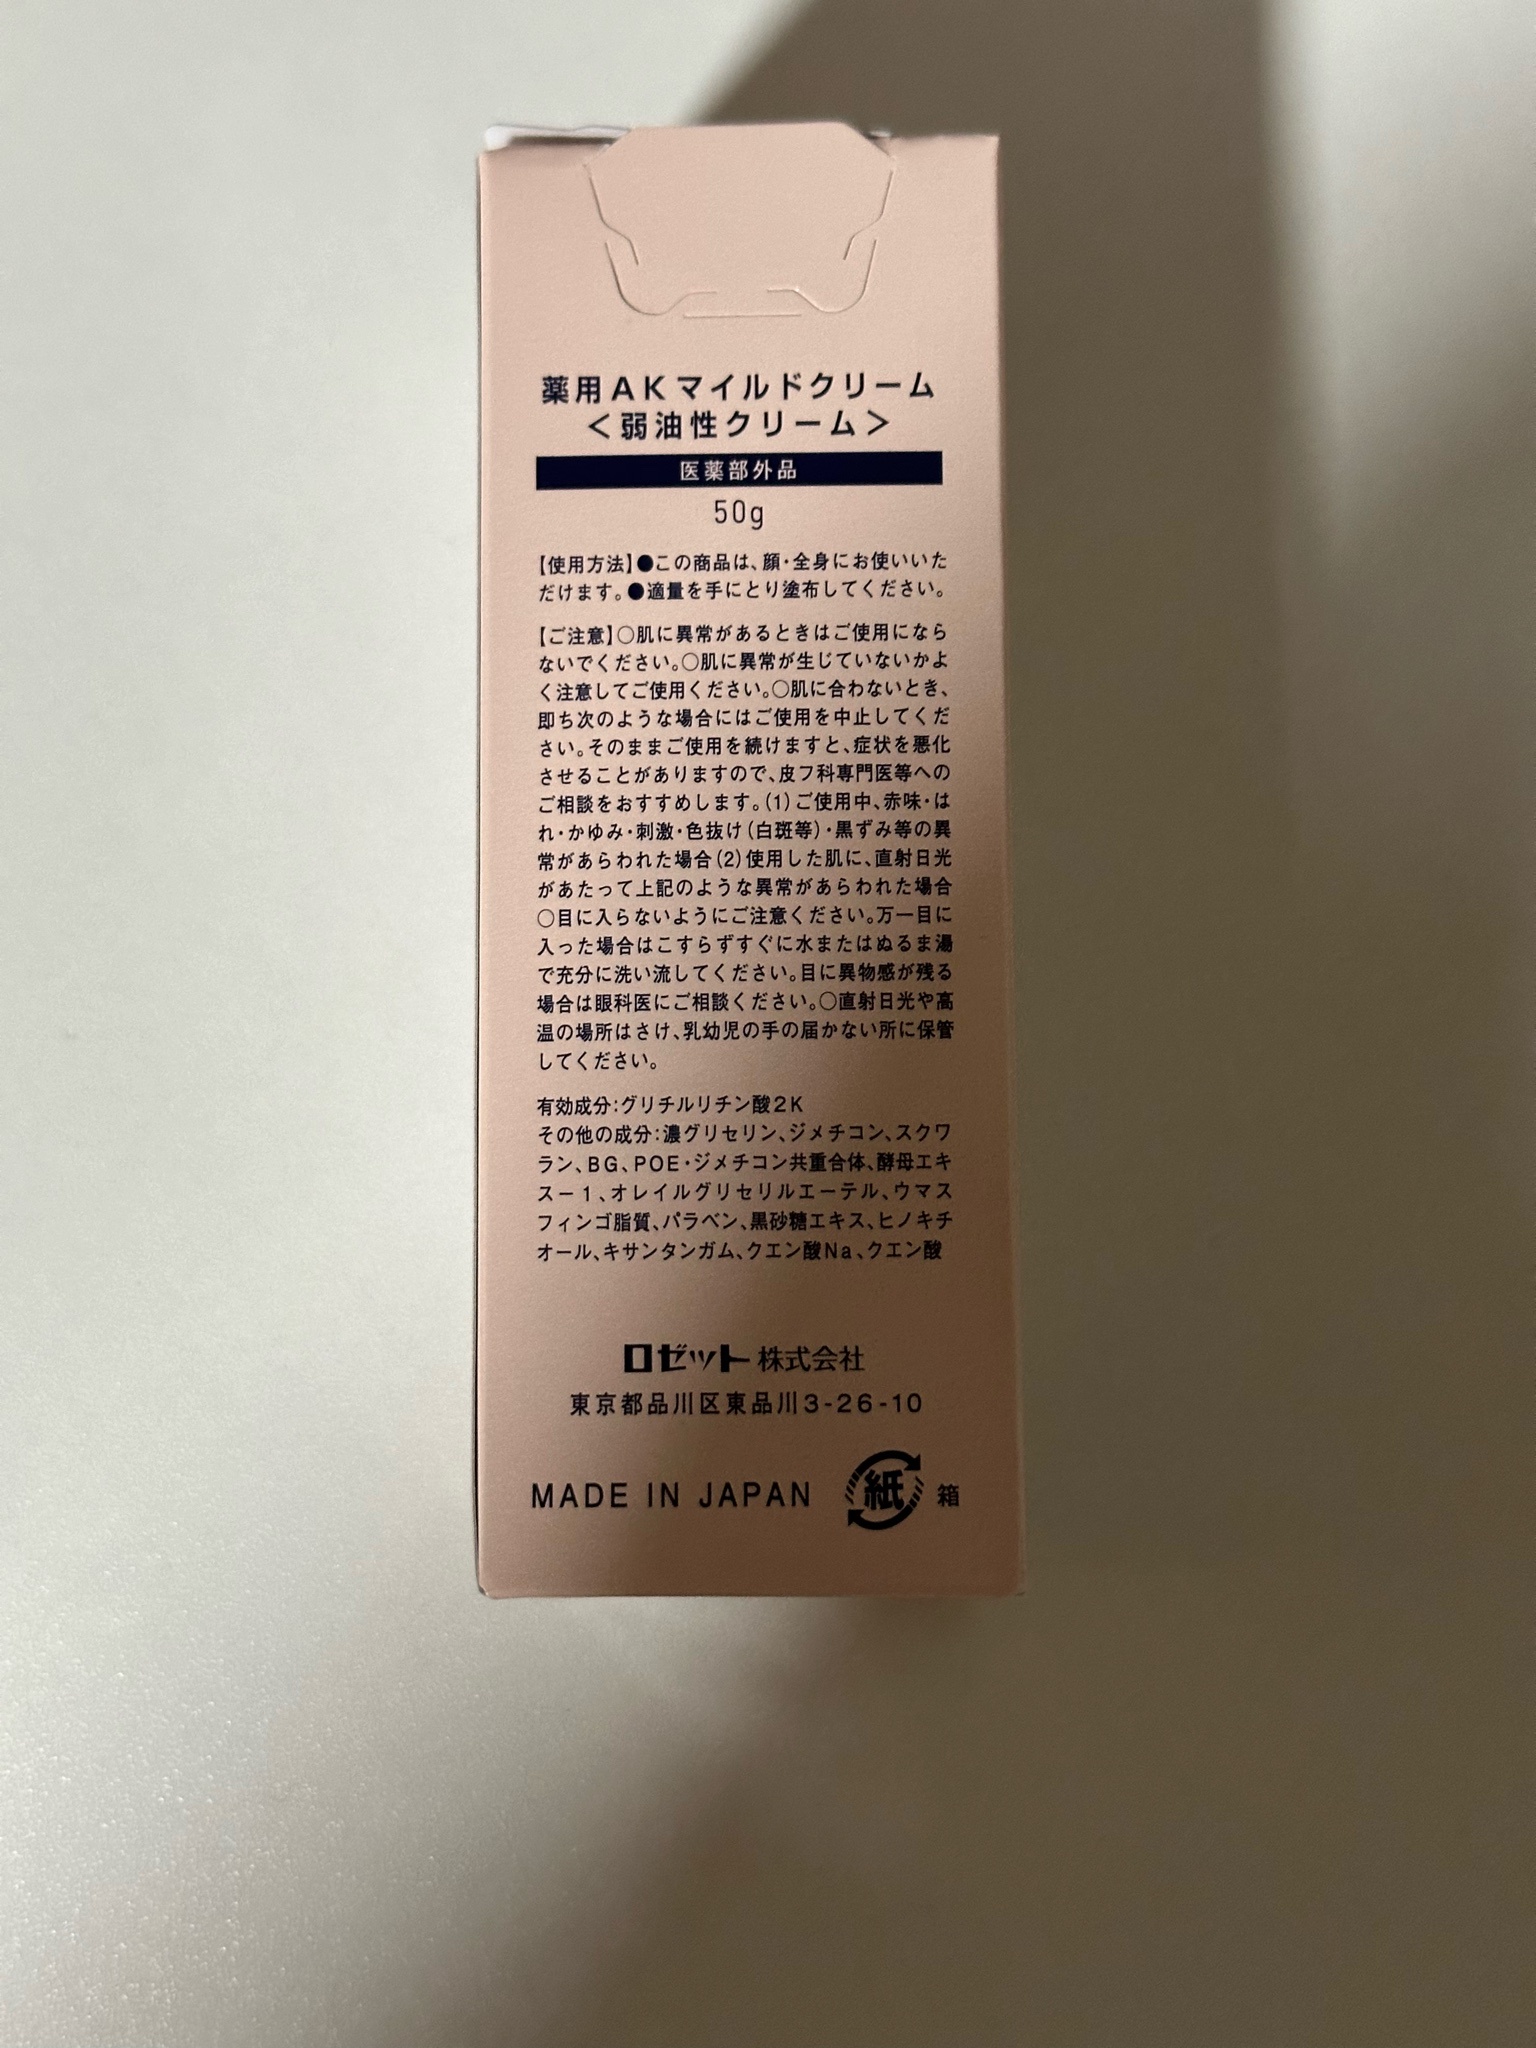 薬用AKマイルドクリーム
＜弱油性クリーム＞
医薬部外品
50g
【使用方法】●この商品は、顔・全身にお使いいた
だけます。●適量を手にとり塗布してください。
【ご注意】○肌に異常があるときはご使用になら
ないでください。○肌に異常が生じていないかよ
く注意してご使用ください。○肌に合わないとき、
即ち次のような場合にはご使用を中止してくだ
さい。そのままご使用を続けますと、症状を悪化
させることがありますので、皮フ科専門医等への
ご相談をおすすめします。(1)ご使用中、赤味・は
れ・かゆみ・刺激・色抜け(白斑等)・黒ずみ等の異
常があらわれた場合(2)使用した肌に、直射日光
があたって上記のような異常があらわれた場合
○目に入らないようにご注意ください。万一目に
入った場合はこすらずすぐに水またはぬるま湯
で充分に洗い流してください。目に異物感が残る
場合は眼科医にご相談ください。○直射日光や高
温の場所はさけ、乳幼児の手の届かない所に保管
してください。
有効成分:グリチルリチン酸2K
その他の成分:濃グリセリン、ジメチコン、スクワ
ラン、BG、POE・ジメチコン共重合体、酵母エキ
ス－1、オレイルグリセリルエーテル、ウマス
フィンゴ脂質、パラベン、黒砂糖エキス、ヒノキチ
オール、キサンタンガム、クエン酸Na、クエン酸
ロゼット株式会社
東京都品川区東品川3-26-10
MADE IN JAPAN 紙 箱